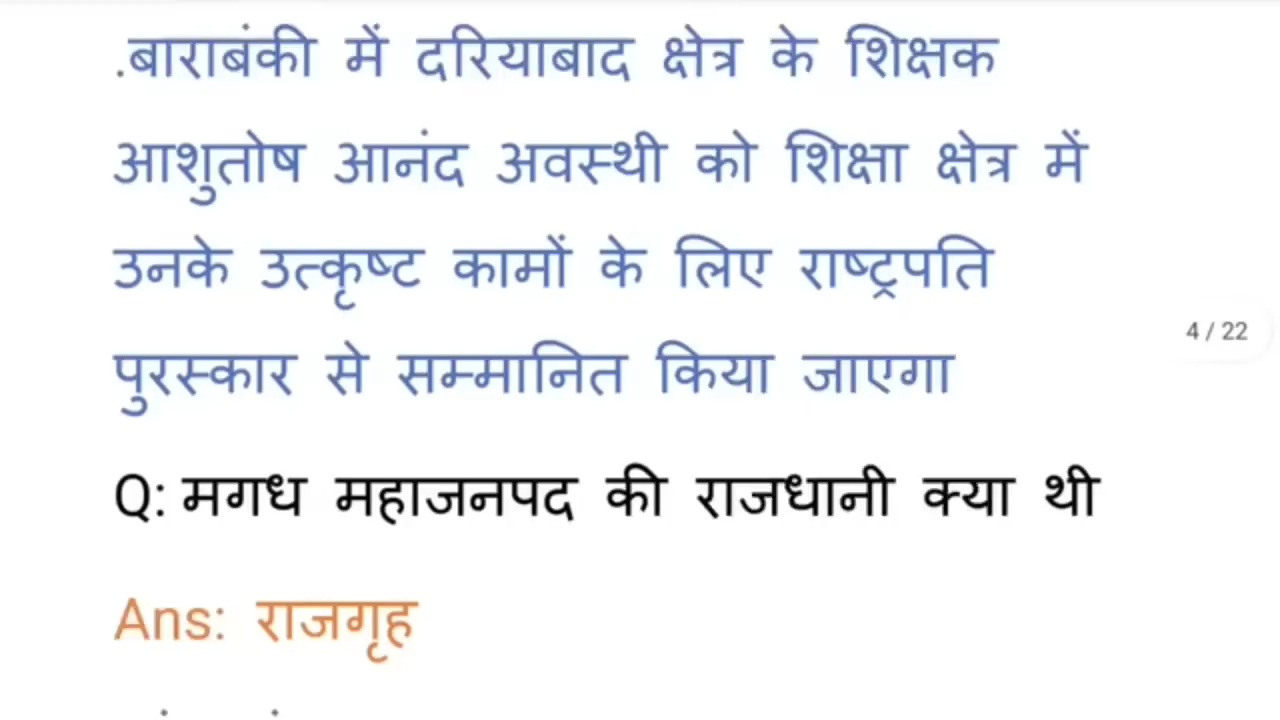 .बाराबंकी में दरियाबाद क्षेत्र के शिक्षक
आशुतोष आनंद अवस्थी को शिक्षा क्षेत्र में
उनके उत्कृष्ट कामों के लिए राष्ट्रपति
4 / 22
पुरस्कार से सम्मानित किया जाएगा
Q: मगध महाजनपद की राजधानी क्या थी
Ans: राजगृह